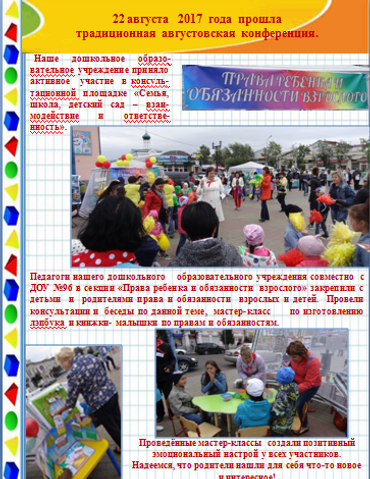 22 августа 2017 года прошла
традиционная августовская конференция.
Наше дошкольное образо-
вательное учреждение приняло
активное участие в консуль-
тационной площадке «Семья,
школа, детский сад – взаи-
модействие и ответстве-
нность».
ПРАВА РЕБЕНКА И
ОБЯЗАННОСТИ ВЗРОСЛОГО
Педагоги нашего дошкольного образовательного учреждения совместно с
ДОУ №96 в секции «Права ребенка и обязанности взрослого» закрепили с
детьми и родителями права и обязанности взрослых и детей. Провели
консультации и беседы по данной теме, мастер-класс по изготовлению
лэпбука и книжки- малышки по правам и обязанностям.
Проведённые мастер-классы создали позитивный
эмоциональный настрой у всех участников.
Надеемся, что родители нашли для себя что-то новое
и интересное!